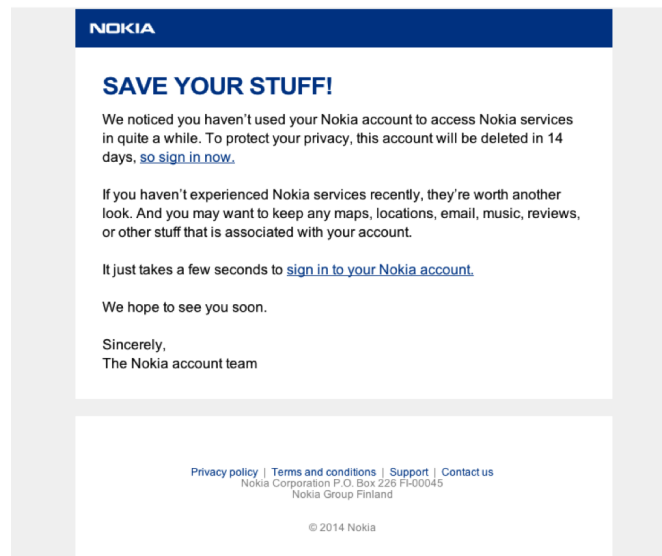 NOKIA
SAVE YOUR STUFF!
We noticed you haven't used your Nokia account to access Nokia services
in quite a while. To protect your privacy, this account will be deleted in 14
days, so sign in now.
If you haven't experienced Nokia services recently, they're worth another
look. And you may want to keep any maps, locations, email, music, reviews,
or other stuff that is associated with your account.
It just takes a few seconds to sign in to your Nokia account.
We hope to see you soon.
Sincerely,
The Nokia account team
Privacy policy | Terms and conditions | Support | Contact us
Nokia Corporation P.O. Box 226 FI-00045
Nokia Group Finland
© 2014 Nokia